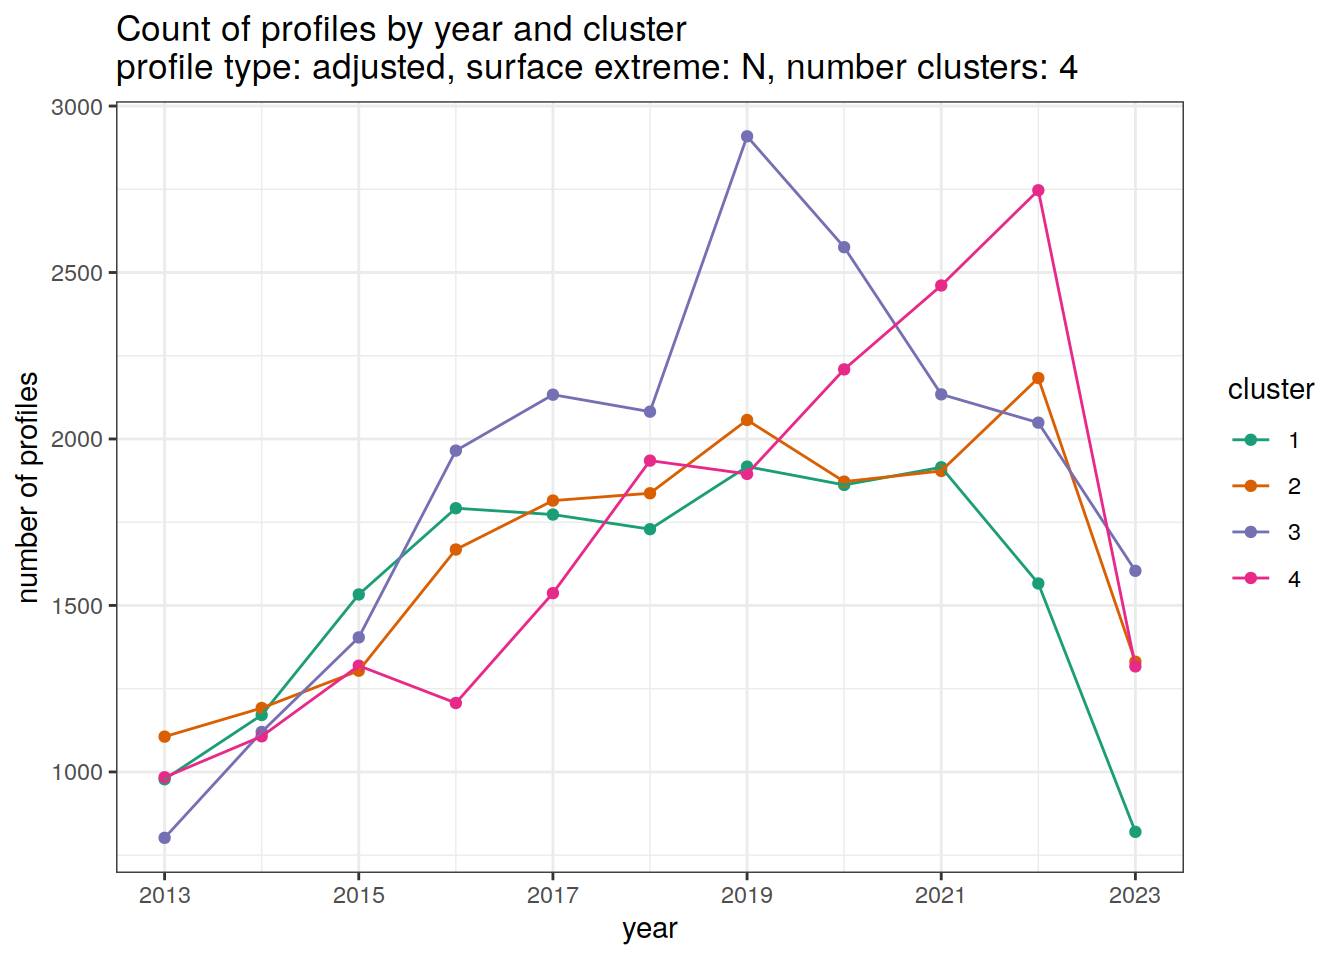 Count of profiles by year and cluster
profile type: adjusted, surface extreme: N, number clusters: 4
3000
2500
2000
1500
1000
number of profiles
2013 2015 2017 2019 2021 2023
year
cluster
1
2
3
4